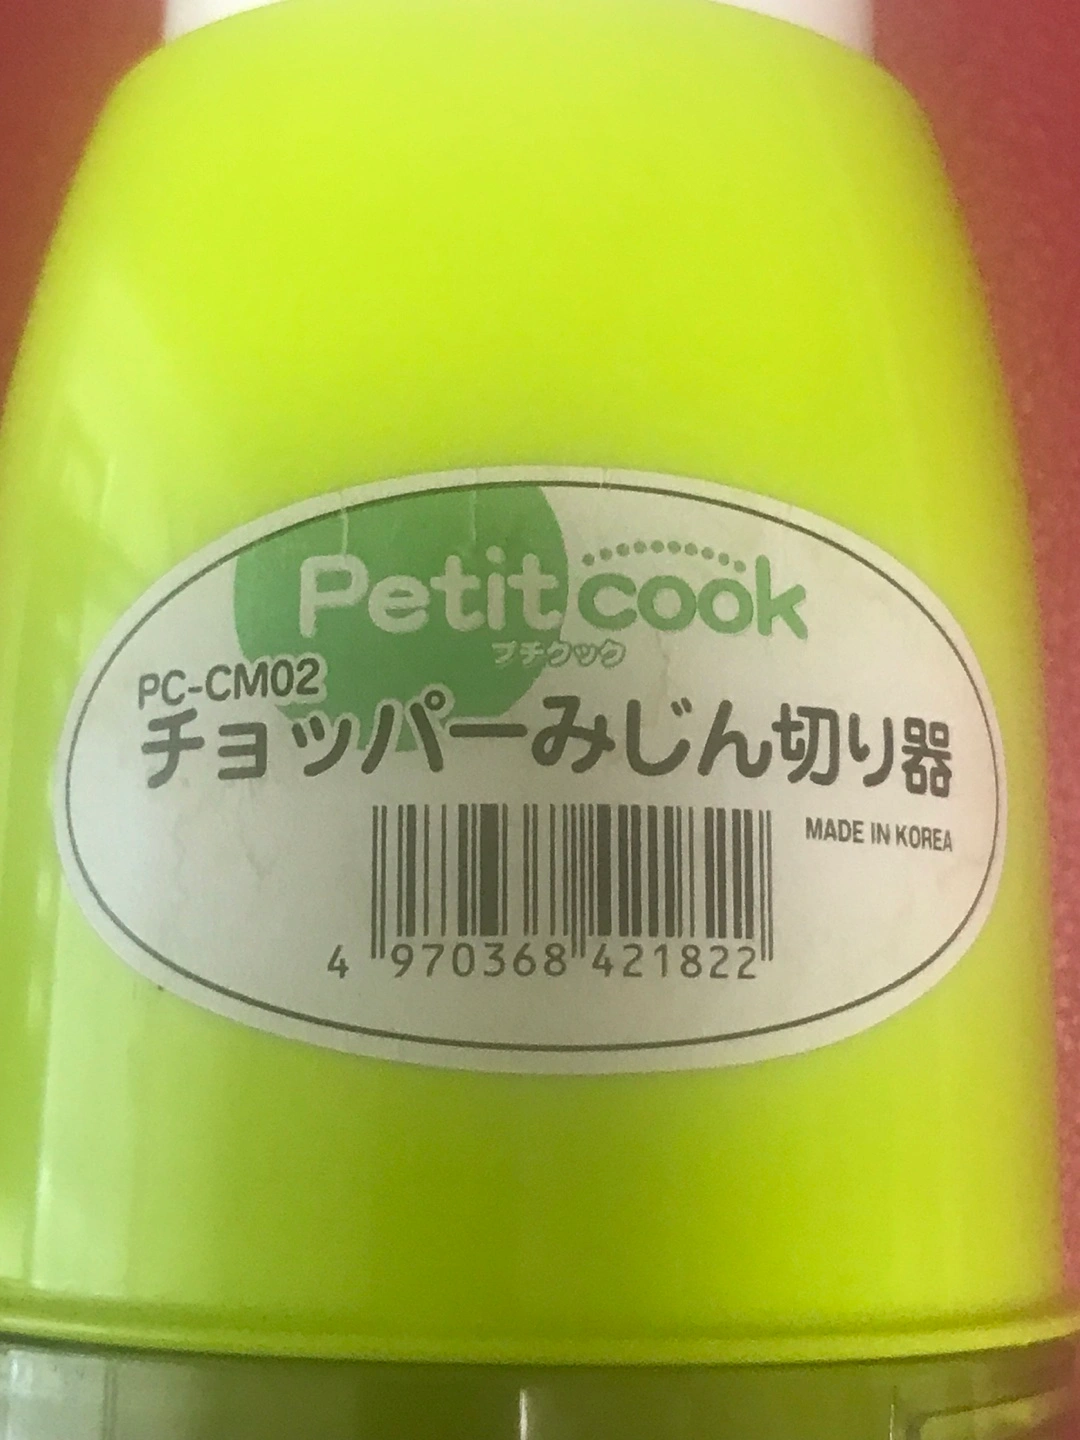 Petit cook
プチクック
PC-CM02
チョッパーみじん切り器
MADE IN KOREA
4 970368 421822